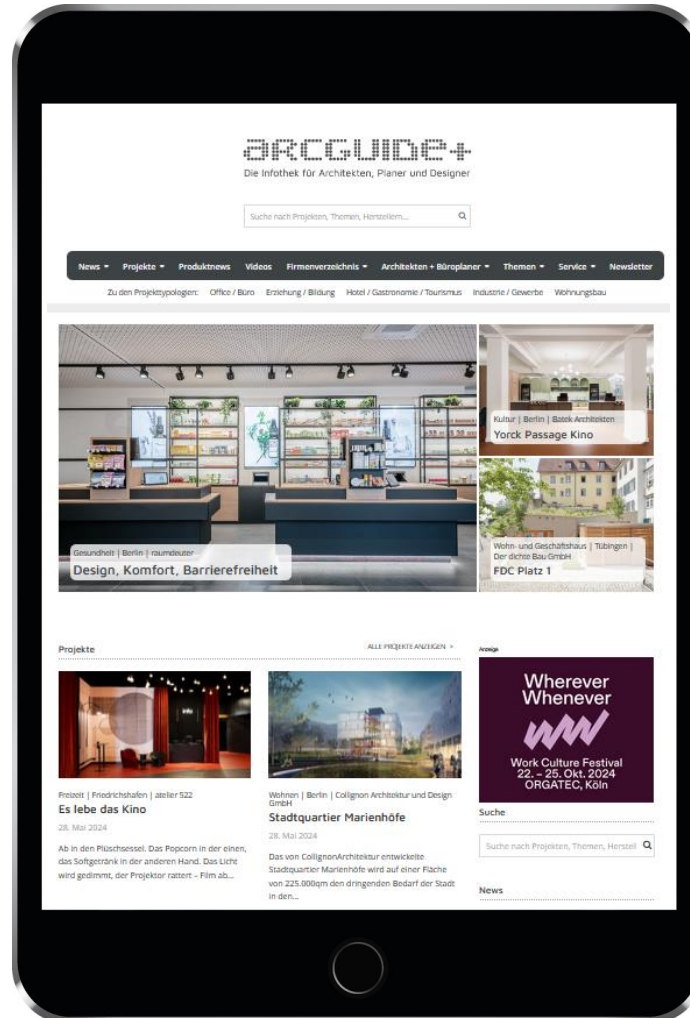 aRCGUIDe+
Die Infothek für Architekten, Planer und Designer
Suche nach Projekten, Themen, Herstellern...
News Projekte Produktnews Videos Firmenverzeichnis Architekten + Büroplaner Themen Service Newsletter
Zu den Projekttypologien: Office / Büro Erziehung / Bildung Hotel / Gastronomie / Tourismus Industrie / Gewerbe Wohnungsbau
Gesundheit | Berlin | raumdeuter
Design, Komfort, Barrierefreiheit
Kultur | Berlin | Batek Architekten
Yorck Passage Kino
Wohn- und Geschäftshaus | Tübingen |
Der dichte Bau GmbH
FDC Platz 1
Projekte
ALLE PROJEKTE ANZEIGEN »
Freizeit | Friedrichshafen | atelier 522
Es lebe das Kino
28. Mai 2024
Ab in den Plüschsessel. Das Popcorn in der einen,
das Softgetränk in der anderen Hand. Das Licht
wird gedimmt, der Projektor rattert – Film ab...
Wohnen | Berlin | Collignon Architektur und Design
GmbH
Stadtquartier Marienhöfe
28. Mai 2024
Das von CollignonArchitektur entwickelte
Stadtquartier Marienhöfe wird auf einer Fläche
von 225.000qm den dringenden Bedarf der Stadt
in den...
Anzeige
Wherever
Whenever
WW
Work Culture Festival
22. – 25. Okt. 2024
ORGATEC, Köln
Suche
Suche nach Projekten, Themen, Herstell
News